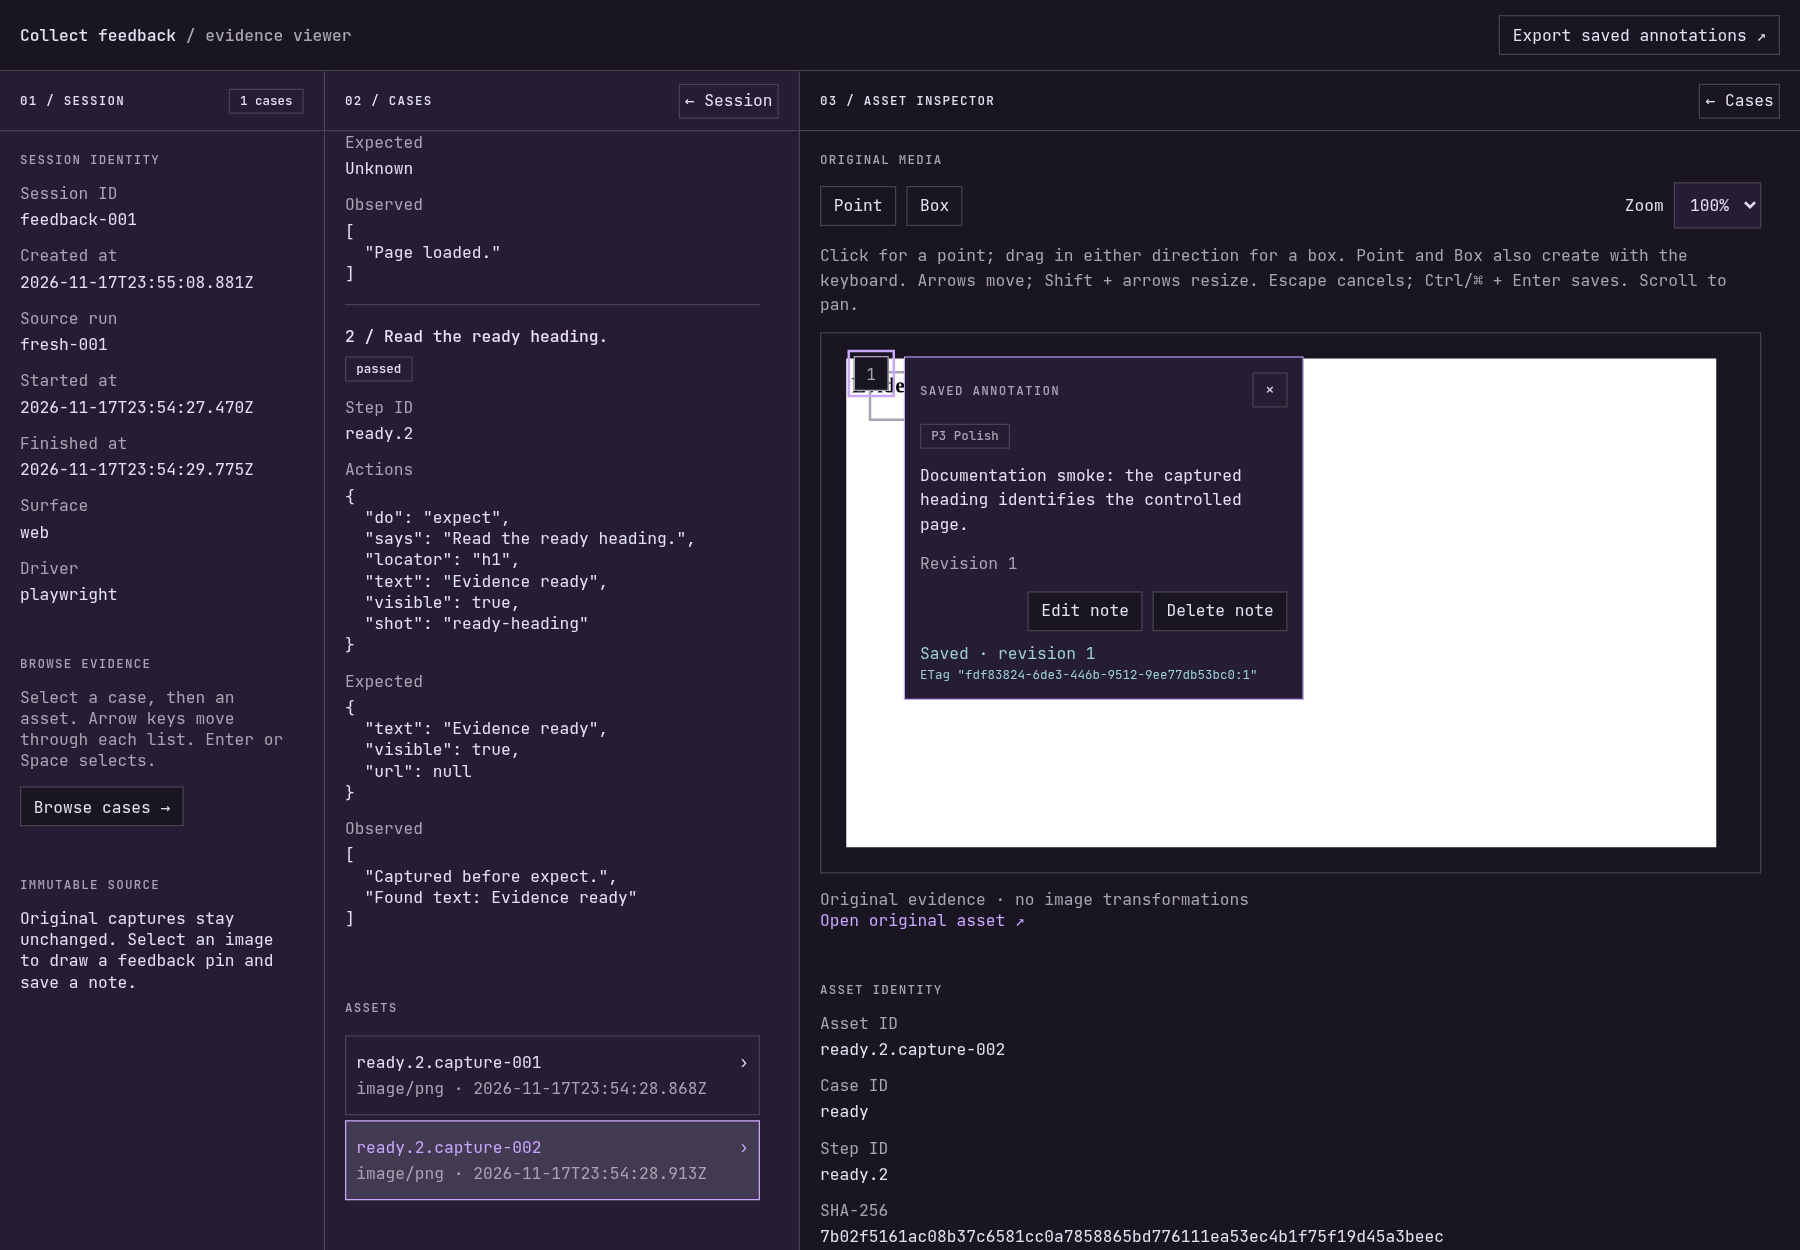 Collect feedback / evidence viewer
Export saved annotations ↗
01 / SESSION
1 cases
SESSION IDENTITY
Session ID
feedback-001
Created at
2026-11-17T23:55:08.881Z
Source run
fresh-001
Started at
2026-11-17T23:54:27.470Z
Finished at
2026-11-17T23:54:29.775Z
Surface
web
Driver
playwright
BROWSE EVIDENCE
Select a case, then an
asset. Arrow keys move
through each list. Enter or
Space selects.
Browse cases →
IMMUTABLE SOURCE
Original captures stay
unchanged. Select an image
to draw a feedback pin and
save a note.
02 / CASES
← Session
Expected
Unknown
Observed
[
"Page loaded."
]
2 / Read the ready heading.
passed
Step ID
ready.2
Actions
{
"do": "expect",
"says": "Read the ready heading.",
"locator": "h1",
"text": "Evidence ready",
"visible": true,
"shot": "ready-heading"
}
Expected
{
"text": "Evidence ready",
"visible": true,
"url": null
}
Observed
[
"Captured before expect.",
"Found text: Evidence ready"
]
ASSETS
ready.2.capture-001 ›
image/png · 2026-11-17T23:54:28.868Z
ready.2.capture-002 ›
image/png · 2026-11-17T23:54:28.913Z
03 / ASSET INSPECTOR
← Cases
ORIGINAL MEDIA
Point
Box
Zoom
100%
Click for a point; drag in either direction for a box. Point and Box also create with the
keyboard. Arrows move; Shift + arrows resize. Escape cancels; Ctrl/⌘ + Enter saves. Scroll to
pan.
1
SAVED ANNOTATION
×
P3 Polish
Documentation smoke: the captured
heading identifies the controlled
page.
Revision 1
Edit note
Delete note
Saved · revision 1
ETag "fdf83824-6de3-446b-9512-9ee77db53bc0:1"
Original evidence · no image transformations
Open original asset ↗
ASSET IDENTITY
Asset ID
ready.2.capture-002
Case ID
ready
Step ID
ready.2
SHA-256
7b02f5161ac08b37c6581cc0a7858865bd776111ea53ec4b1f75f19d45a3beec